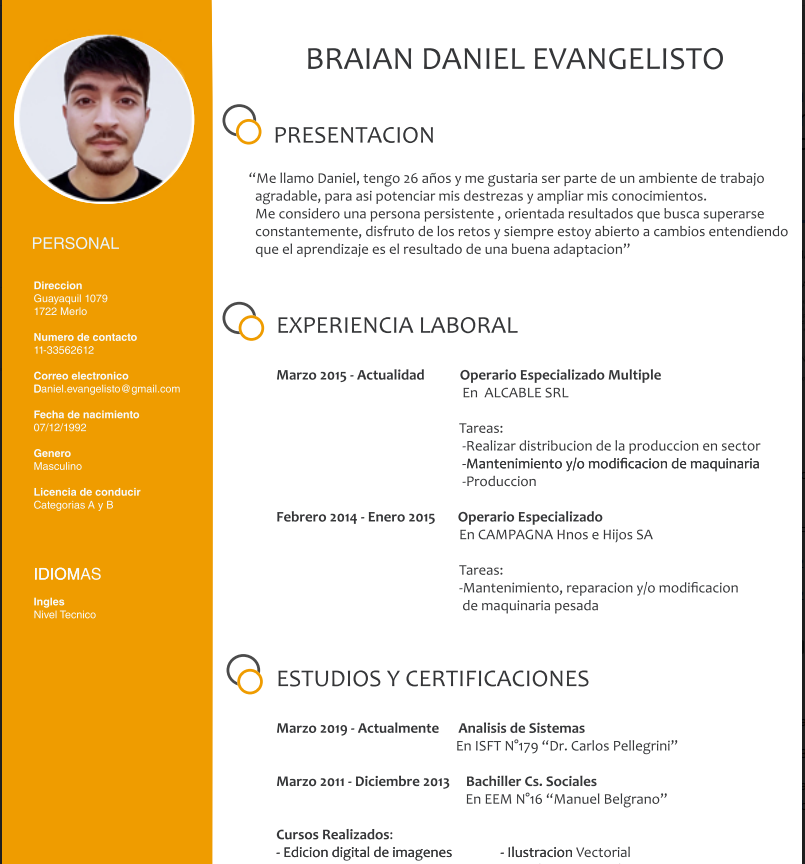 BRAIAN DANIEL EVANGELISTO
PERSONAL
Direccion
Guayaquil 1079
1722 Merlo
Numero de contacto
11-33562612
Correo electronico
Daniel.evangelisto@gmail.com
Fecha de nacimiento
07/12/1992
Genero
Masculino
Licencia de conducir
Categorias A y B
IDIOMAS
Ingles
Nivel Tecnico
PRESENTACION
“Me llamo Daniel, tengo 26 años y me gustaria ser parte de un ambiente de trabajo
agradable, para asi potenciar mis destrezas y ampliar mis conocimientos.
Me considero una persona persistente , orientada resultados que busca superarse
constantemente, disfruto de los retos y siempre estoy abierto a cambios entendiendo
que el aprendizaje es el resultado de una buena adaptacion”
EXPERIENCIA LABORAL
Marzo 2015 - Actualidad Operario Especializado Multiple
En ALCABLE SRL
Tareas:
-Realizar distribucion de la produccion en sector
-Mantenimiento y/o modificacion de maquinaria
-Produccion
Febrero 2014 - Enero 2015 Operario Especializado
En CAMPAGNA Hnos e Hijos SA
Tareas:
-Mantenimiento, reparacion y/o modificacion
de maquinaria pesada
ESTUDIOS Y CERTIFICACIONES
Marzo 2019 - Actualmente Analisis de Sistemas
En ISFT N°179 “Dr. Carlos Pellegrini”
Marzo 2011 - Diciembre 2013 Bachiller Cs. Sociales
En EEM N°16 “Manuel Belgrano”
Cursos Realizados:
- Edicion digital de imagenes - Ilustracion Vectorial